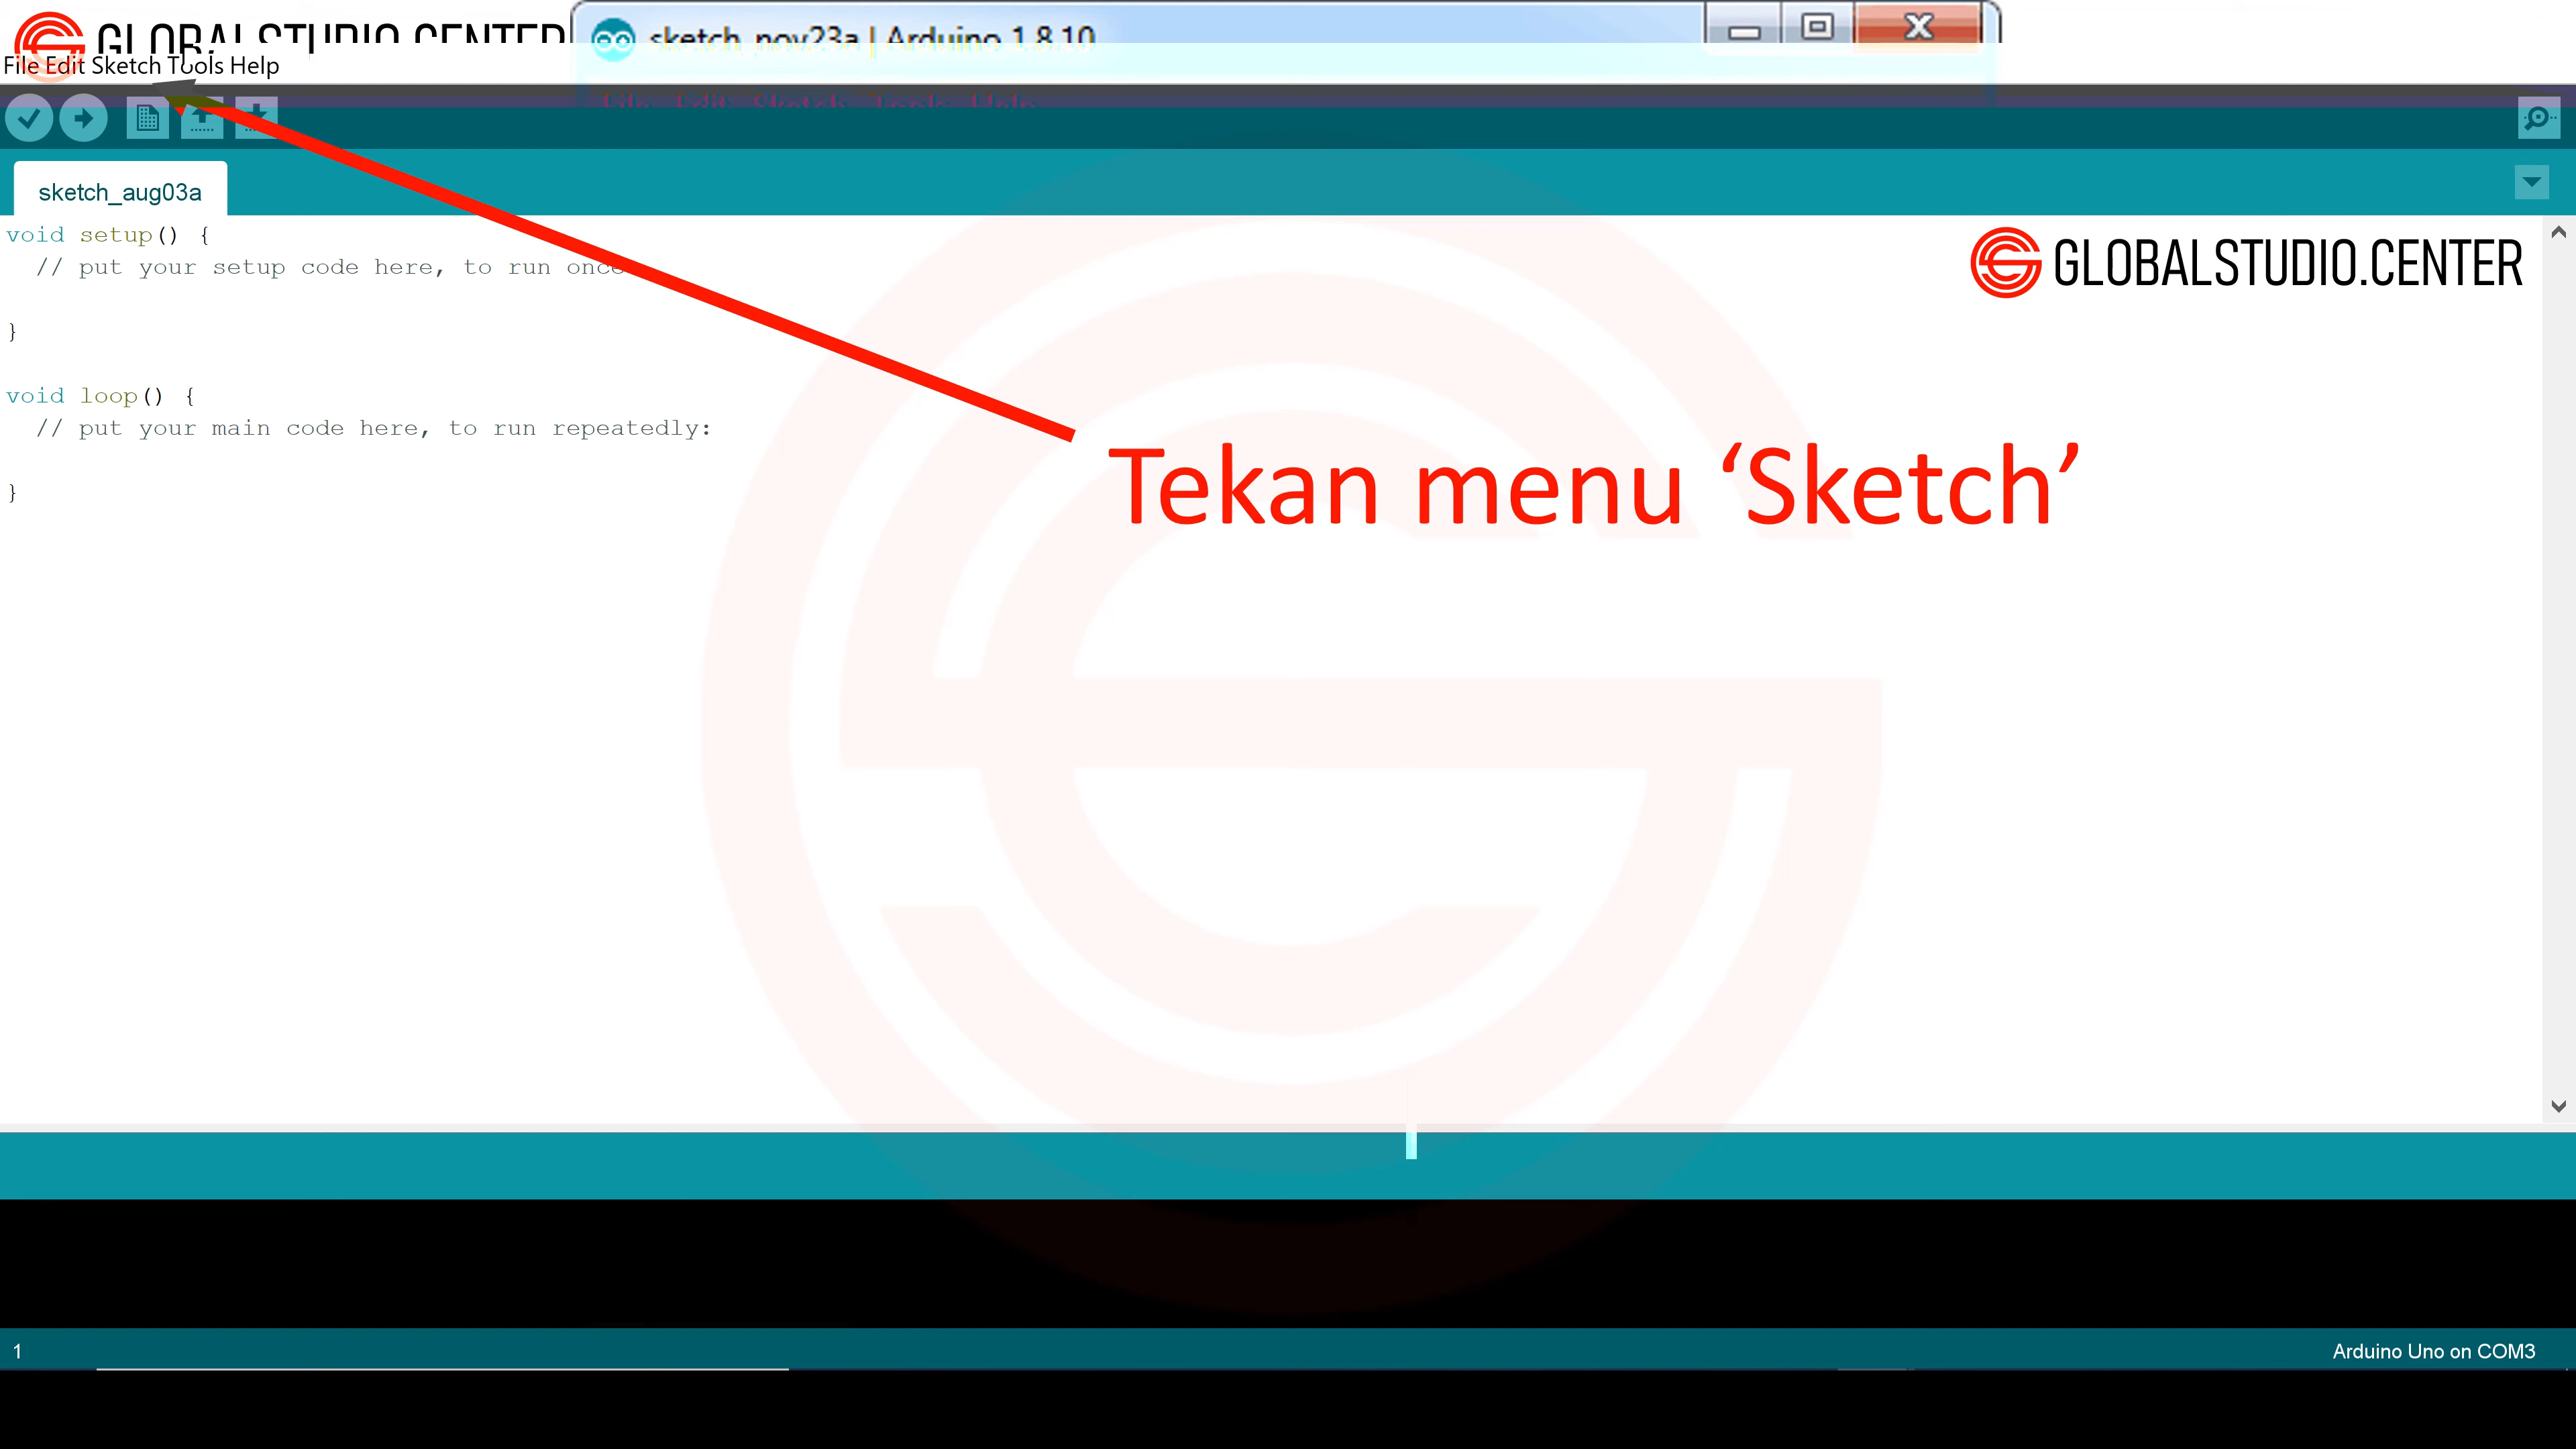 GLOBALSTUDIO.CENTER
sketch_nov23a | Arduino 1.8.10
File Edit Sketch Tools Help
sketch_aug03a
void setup() {
// put your setup code here, to run once
GLOBALSTUDIO.CENTER
}
void loop() {
// put your main code here, to run repeatedly:
Tekan menu ‘Sketch’
}
1
Arduino Uno on COM3